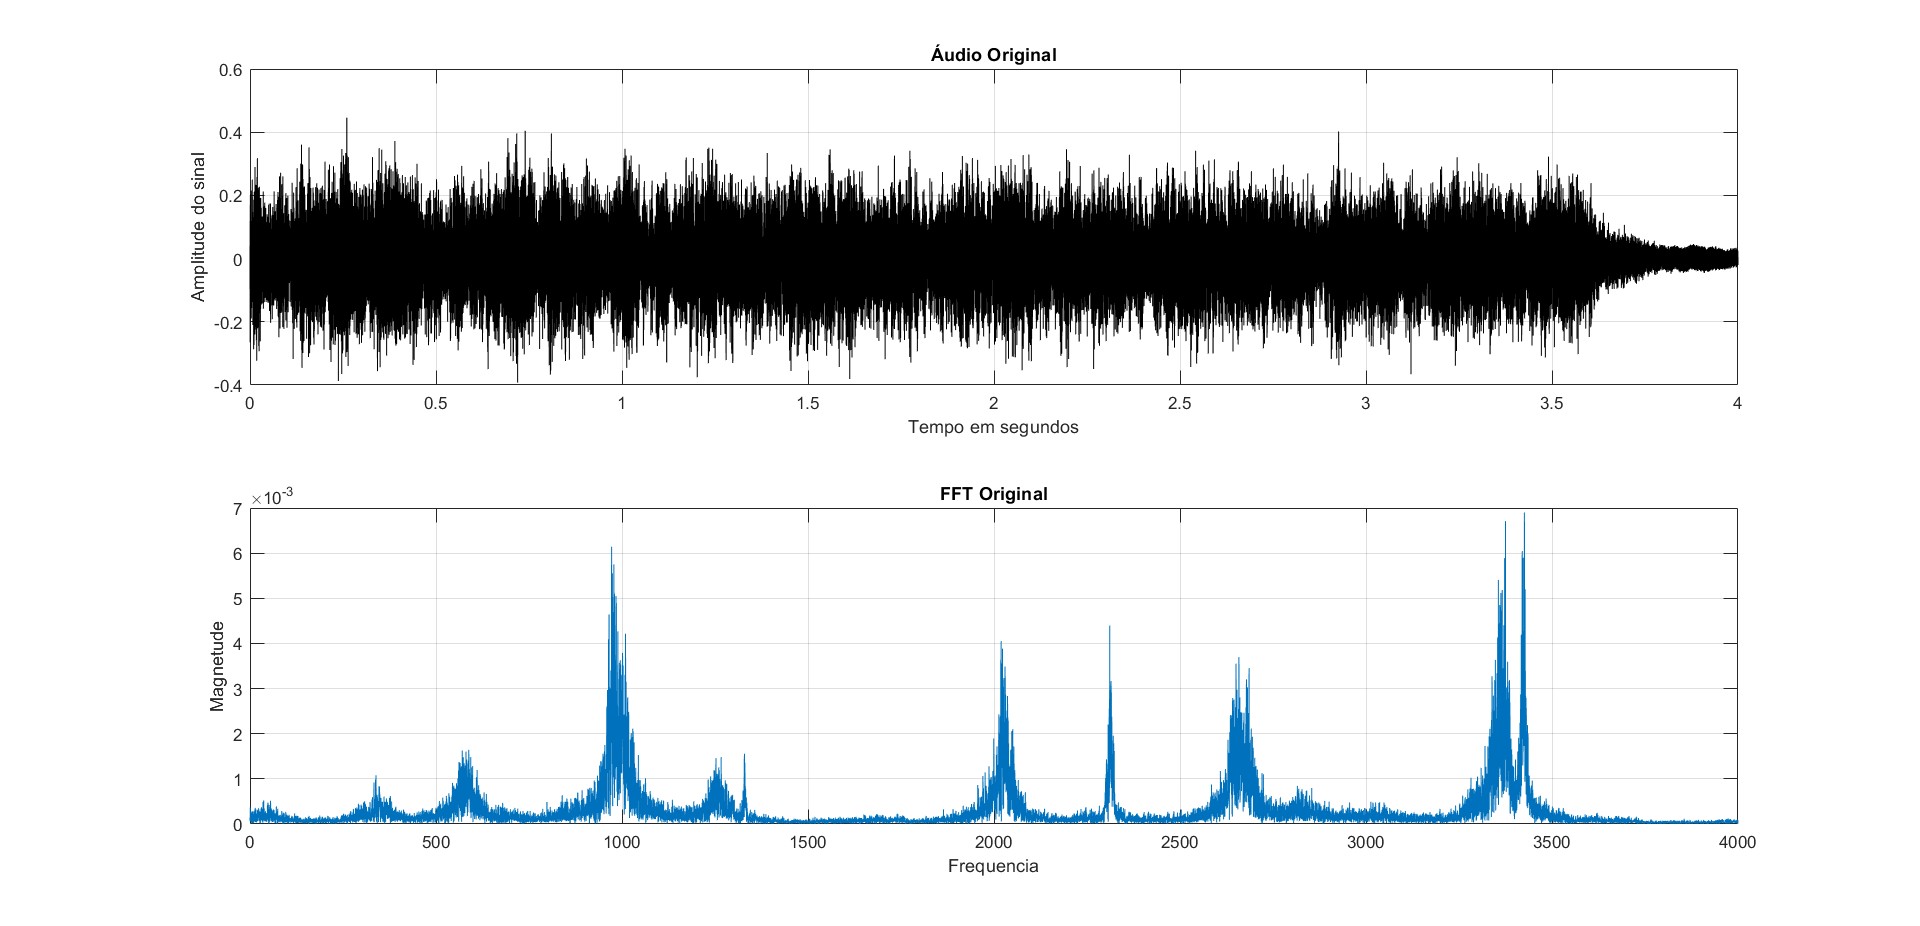 Áudio Original
0.6
0.4
0.2
0
-0.2
-0.4
Amplitude do sinal
0 0.5 1 1.5 2 2.5 3 3.5 4
Tempo em segundos
FFT Original
×10-3
7
6
5
4
3
2
1
0
Magnetude
0 500 1000 1500 2000 2500 3000 3500 4000
Frequencia